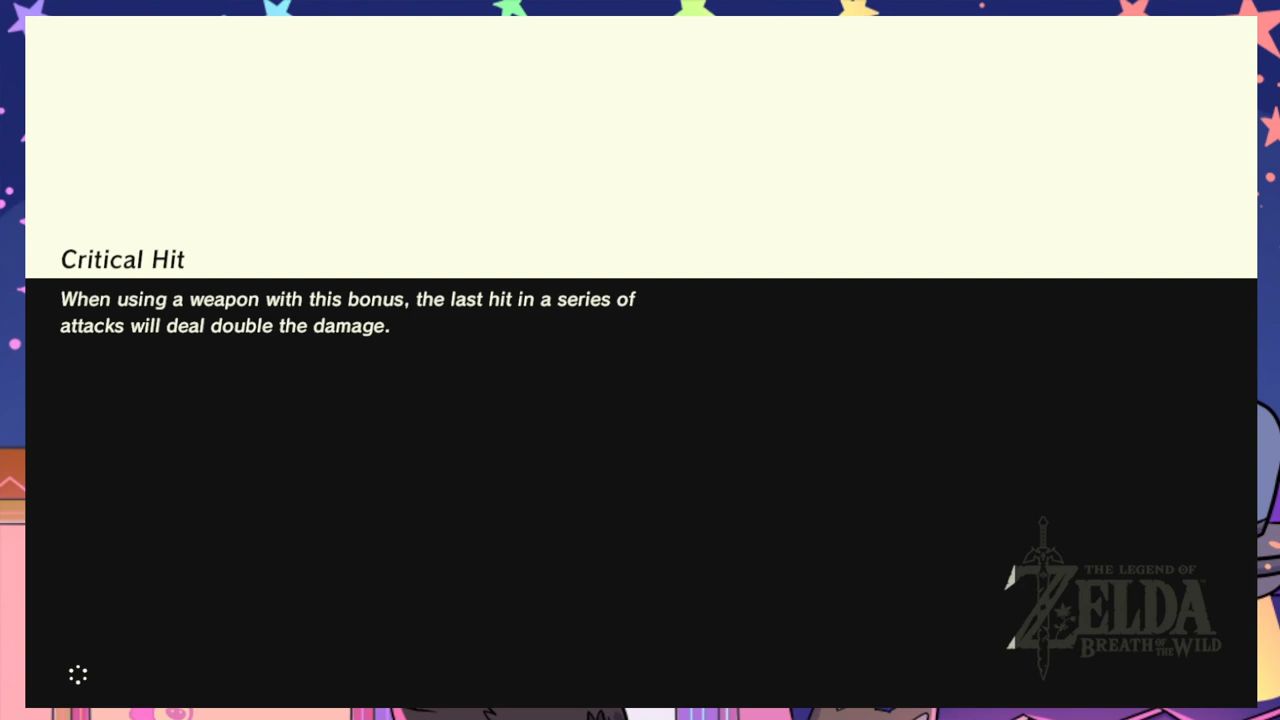 Critical Hit
When using a weapon with this bonus, the last hit in a series of
attacks will deal double the damage.
THE LEGEND OF
ZELDA
BREATH OF THE WILD